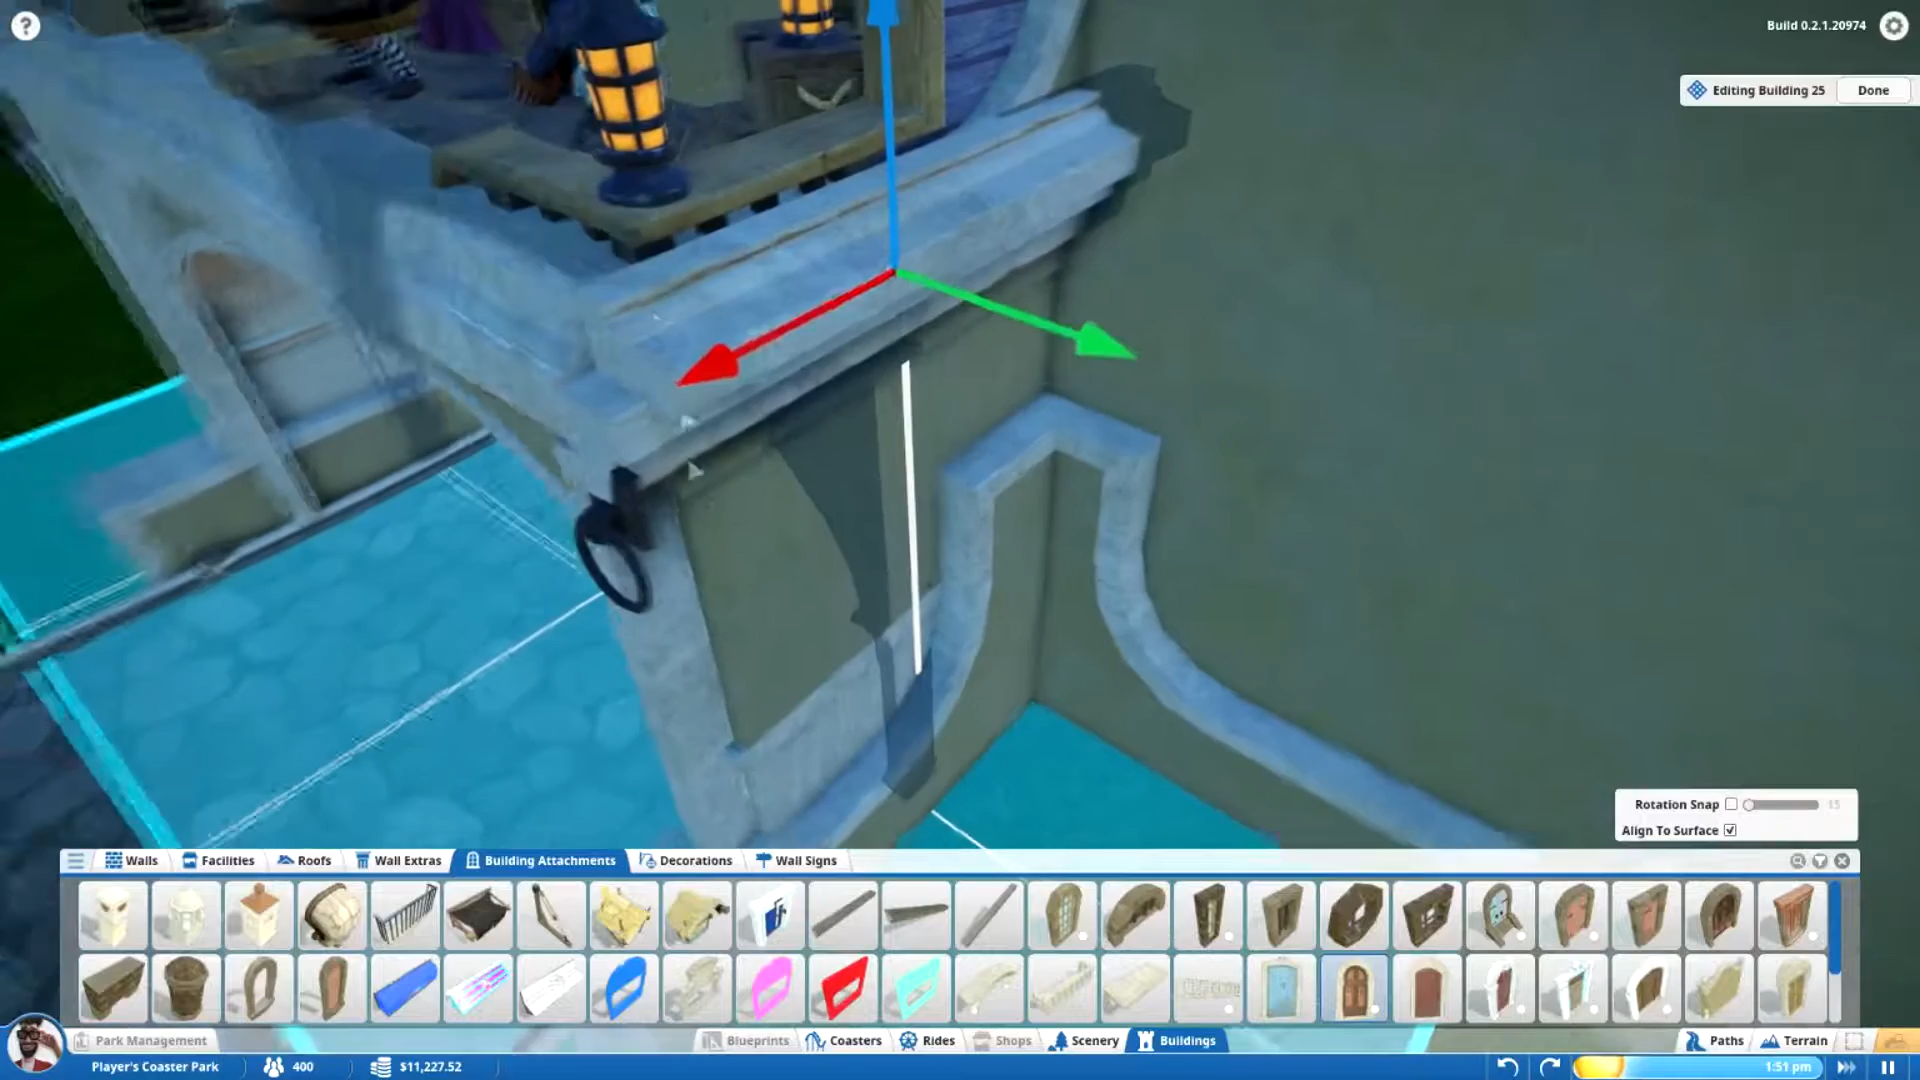 ?
Build 0.2.1.20974
Editing Building 25
Done
Rotation Snap
15
Align To Surface
Walls
Facilities
Roofs
Wall Extras
Building Attachments
Decorations
Wall Signs
Park Management
Blueprints
Coasters
Rides
Shops
Scenery
Buildings
Paths
Terrain
Player's Coaster Park
400
$11,227.52
1:51 pm